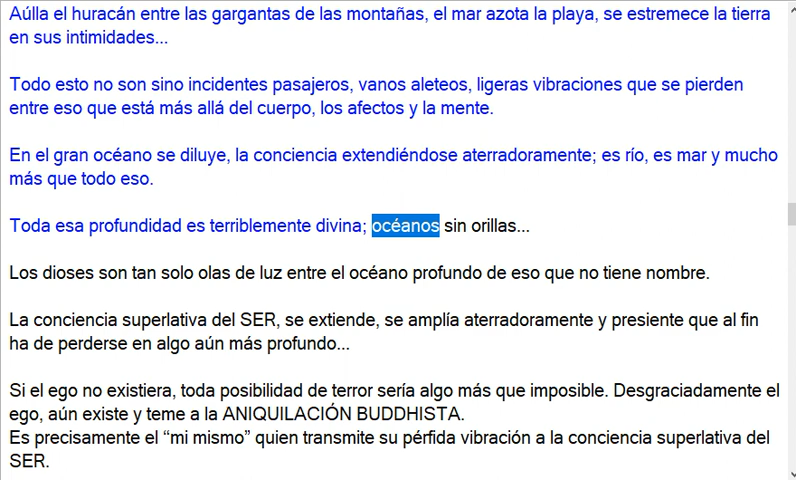 Aúlla el huracán entre las gargantas de las montañas, el mar azota la playa, se estremece la tierra
en sus intimidades...
Todo esto no son sino incidentes pasajeros, vanos aleteos, ligeras vibraciones que se pierden
entre eso que está más allá del cuerpo, los afectos y la mente.
En el gran océano se diluye, la conciencia extendiéndose aterradoramente; es río, es mar y mucho
más que todo eso.
Toda esa profundidad es terriblemente divina; océanos sin orillas...
Los dioses son tan solo olas de luz entre el océano profundo de eso que no tiene nombre.
La conciencia superlativa del SER, se extiende, se amplía aterradoramente y presiente que al fin
ha de perderse en algo aún más profundo...
Si el ego no existiera, toda posibilidad de terror sería algo más que imposible. Desgraciadamente el
ego, aún existe y teme a la ANIQUILACIÓN BUDDHISTA.
Es precisamente el “mi mismo” quien transmite su pérfida vibración a la conciencia superlativa del
SER.